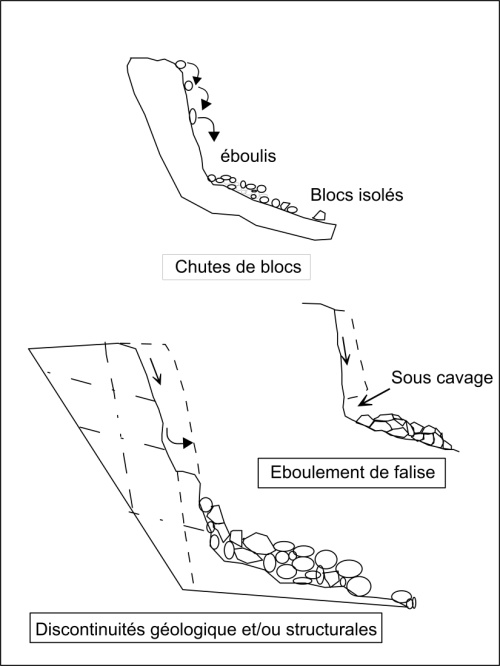 éboulis
Blocs isolés
Chutes de blocs
Sous cavage
Eboulement de falise
Discontinuités géologique et/ou structurales